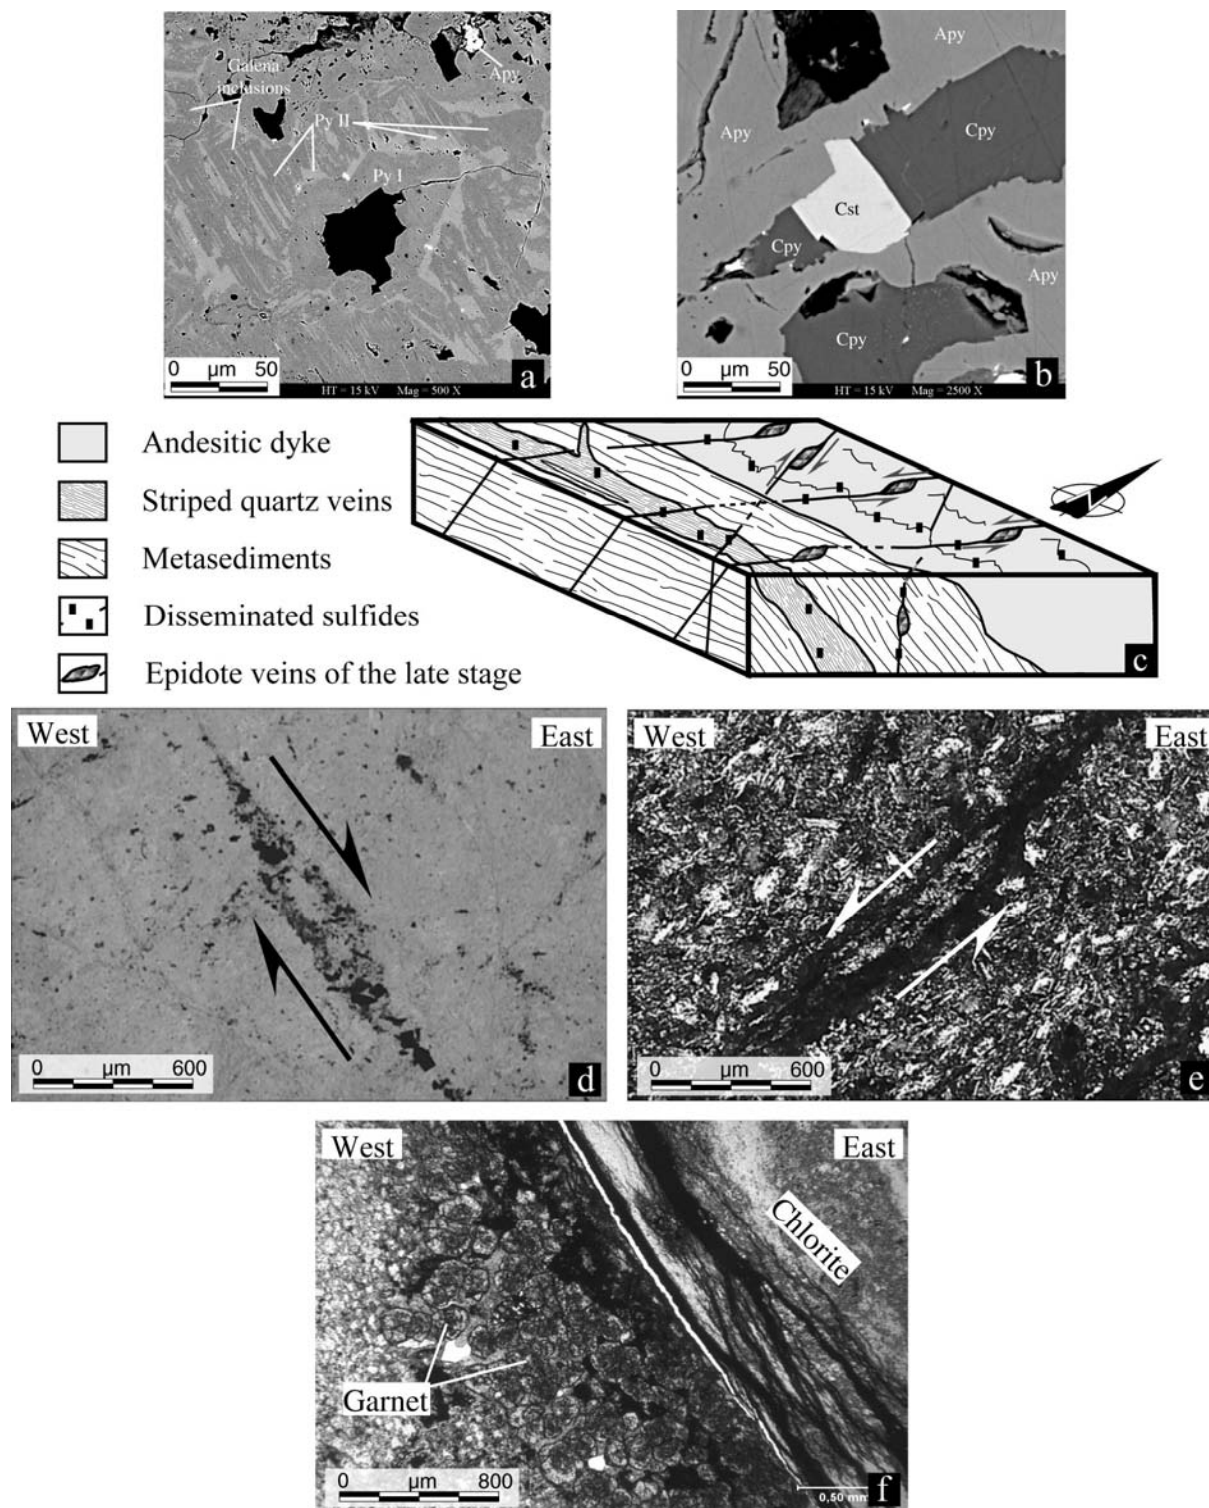 Galena
inclusions
Apy
Py II
Py I
0 µm 50
a
HT = 15 kV Mag = 500 X
Apy
Apy
Cpy
Cst
Cpy
Apy
Cpy
0 µm 50
b
HT = 15 kV Mag = 2500 X
Andesitic dyke
Striped quartz veins
Metasediments
Disseminated sulfides
Epidote veins of the late stage
c
West
East
0 µm 600
d
West
East
0 µm 600
e
West
East
Chlorite
Garnet
0 µm 800
0,50 mm
f